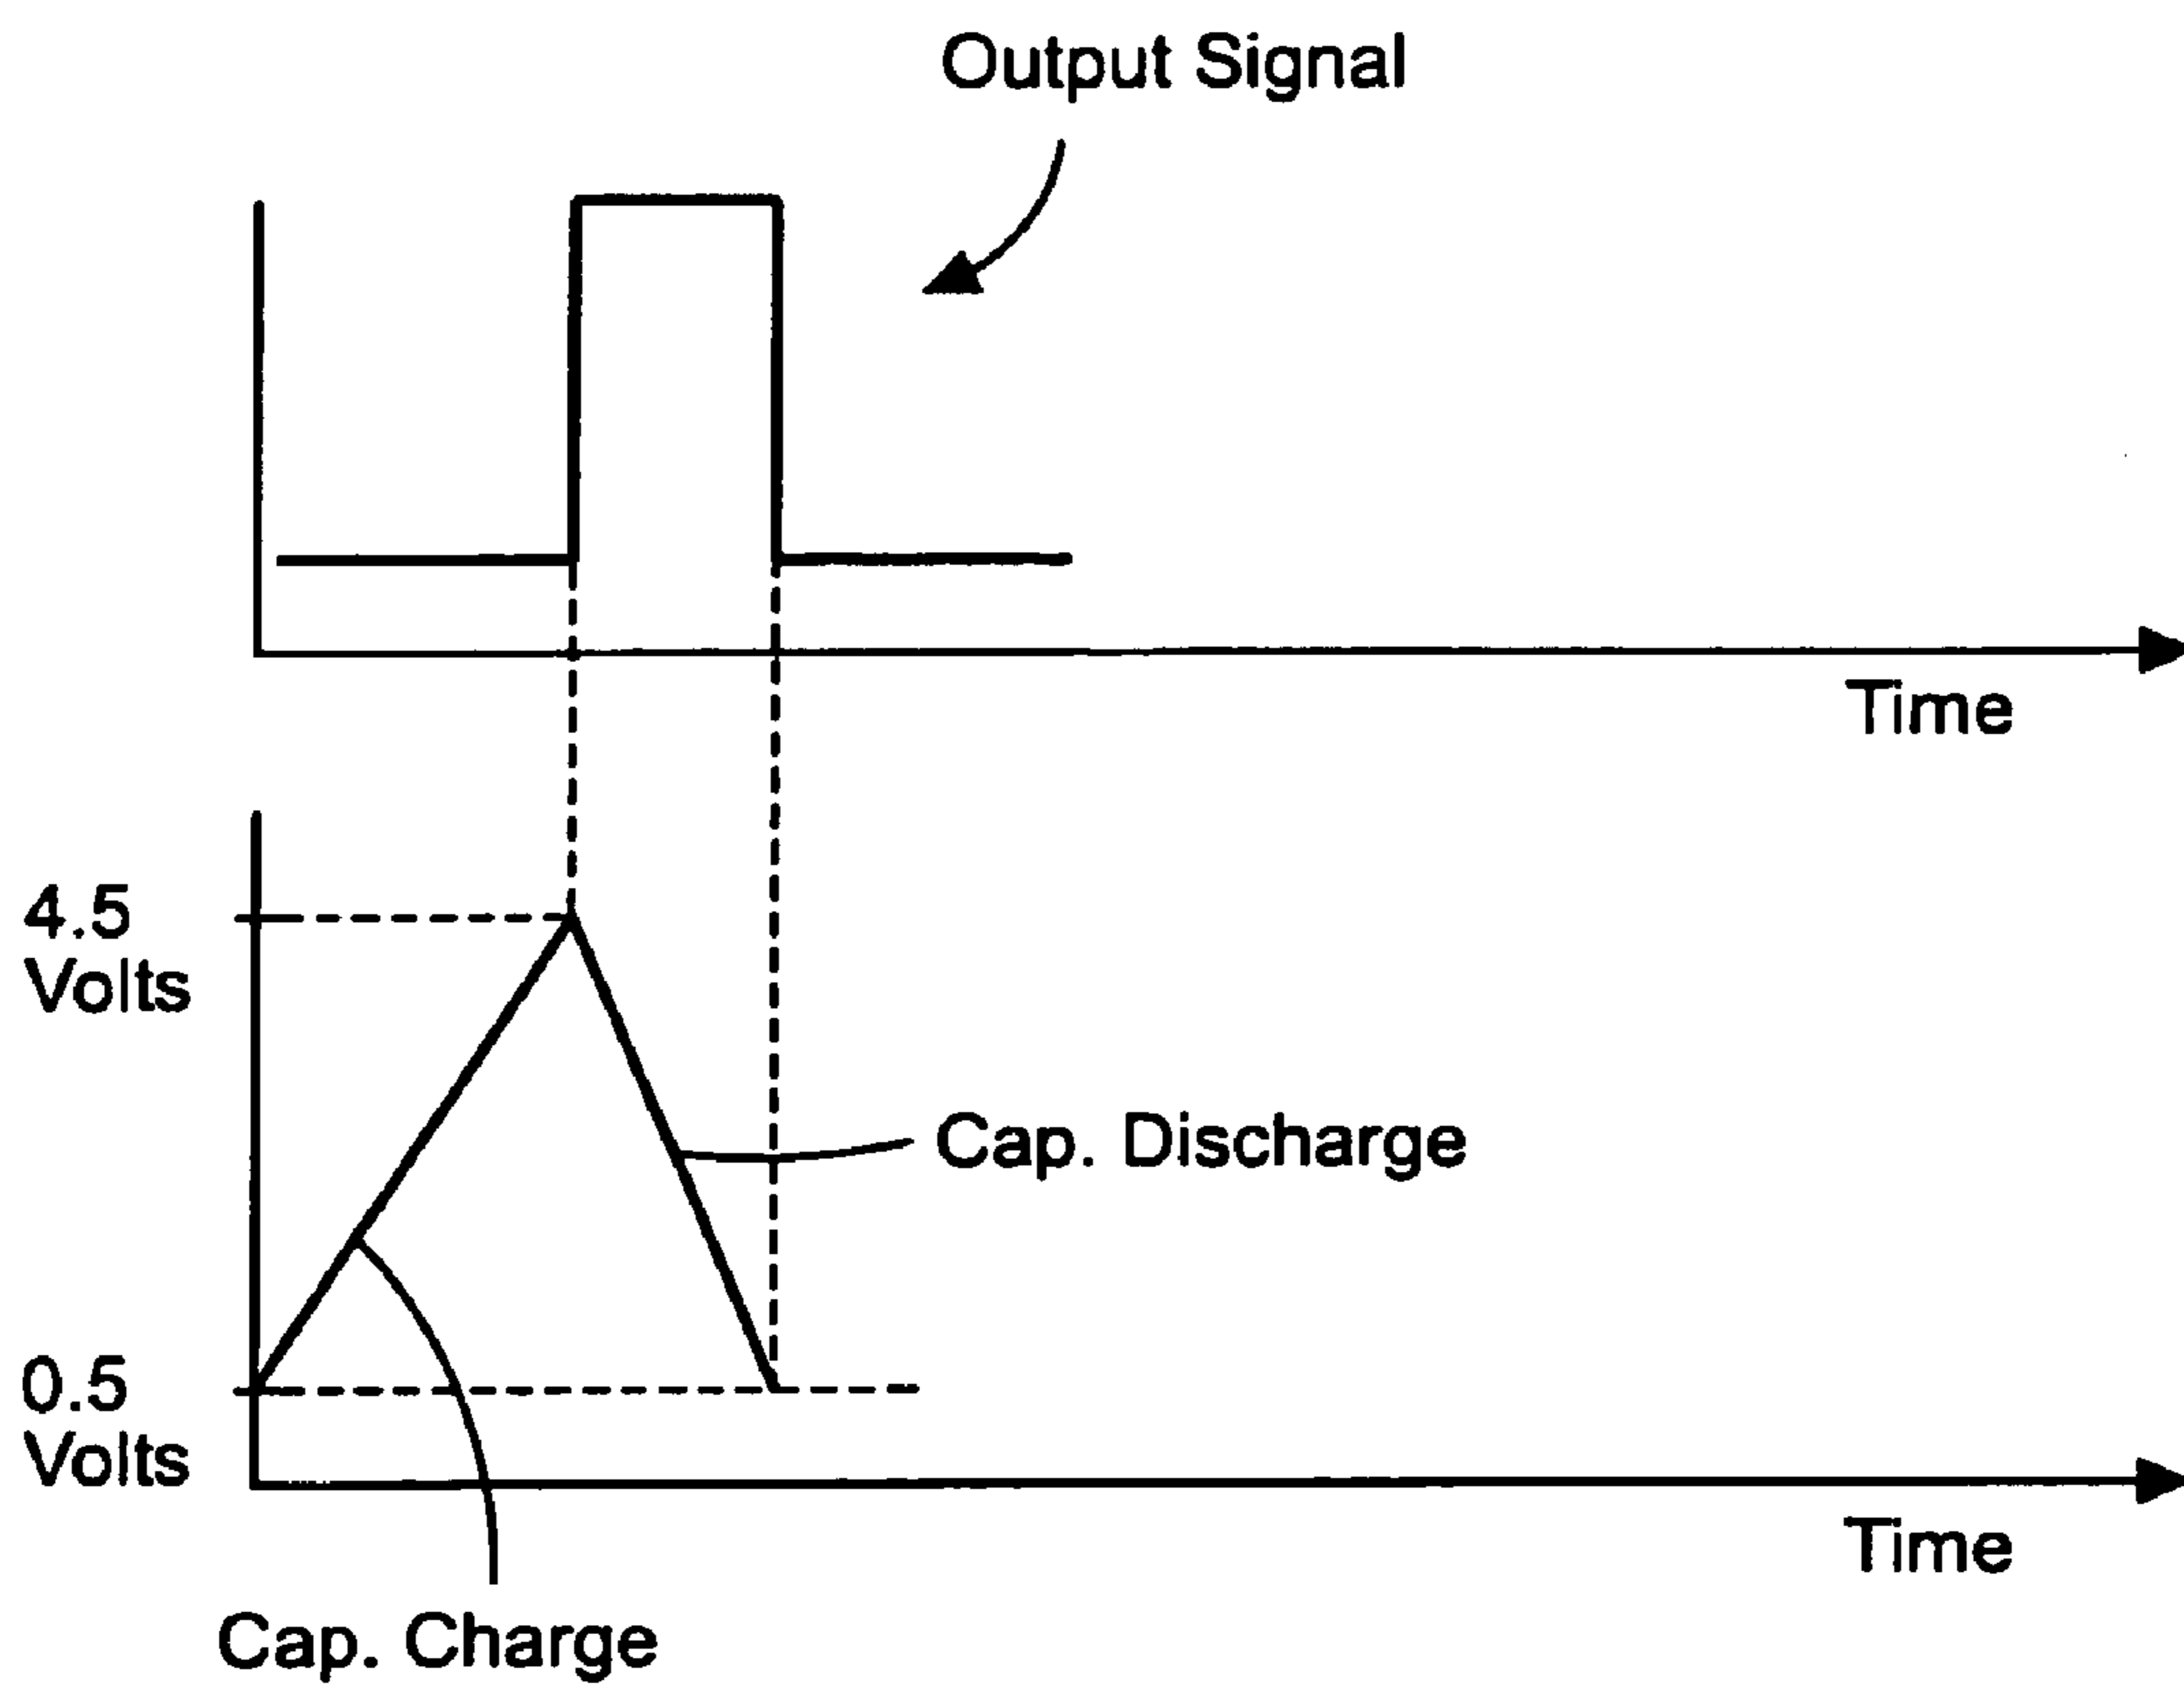 Output Signal
Time
4.5
Volts
Cap. Discharge
0.5
Volts
Time
Cap. Charge